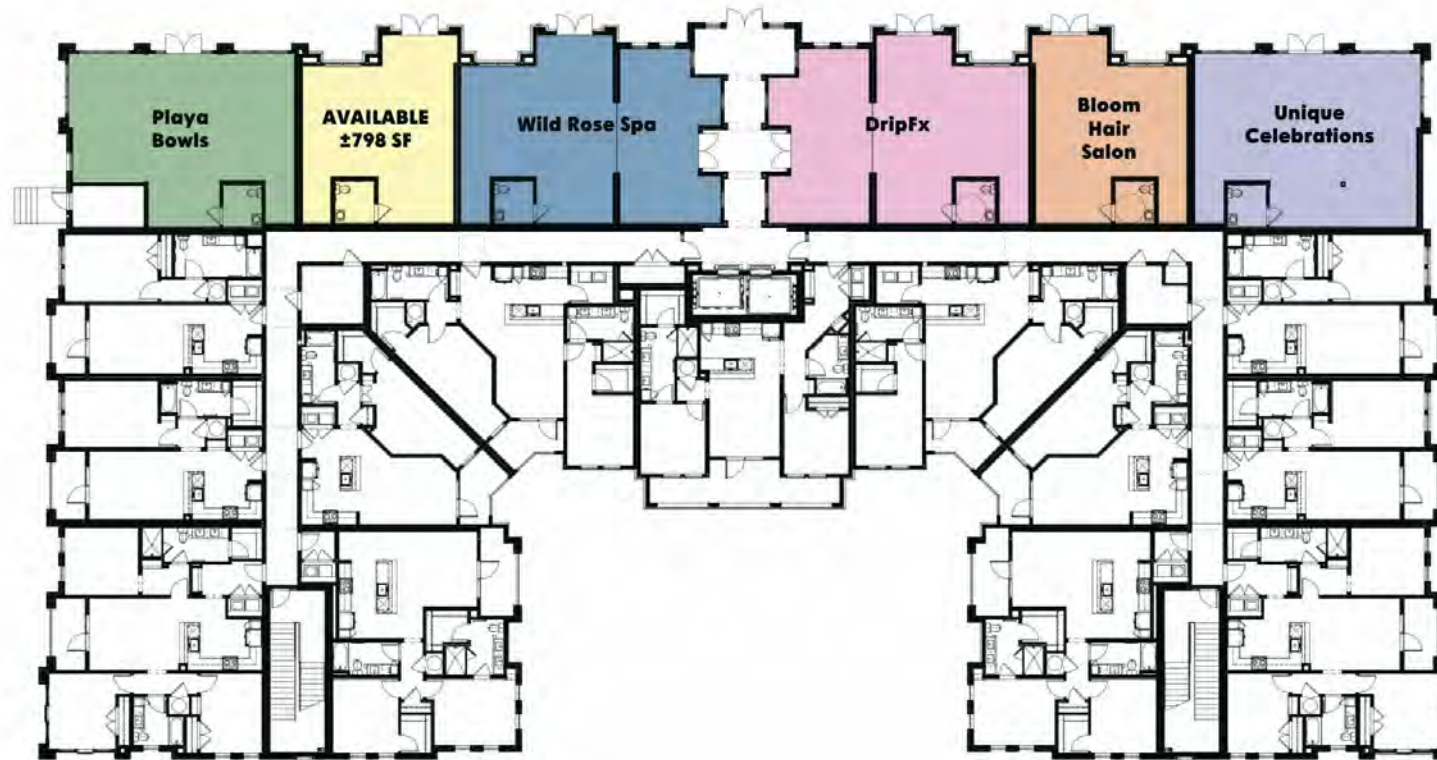 Playa
Bowls
AVAILABLE
±798 SF
Wild Rose Spa
DripFx
Bloom
Hair
Salon
Unique
Celebrations